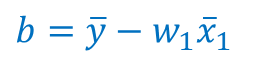 b = ȳ − w₁x̄₁